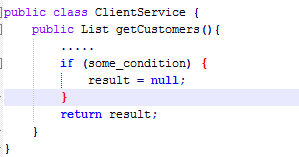 public class ClientService {
    public List getCustomers(){
        .....
        if (some_condition) {
            result = null;
        }
        return result;
    }
}